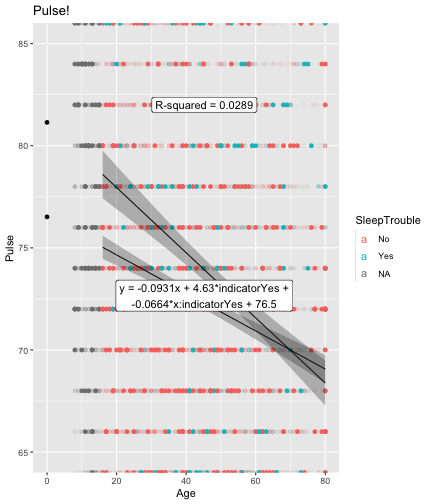 Pulse!
85
80
75
70
65
Pulse
R-squared = 0.0289
y = -0.0931x + 4.63*indicatorYes +
-0.0664*x:indicatorYes + 76.5
0
20
40
60
80
Age
SleepTrouble
a No
a Yes
a NA